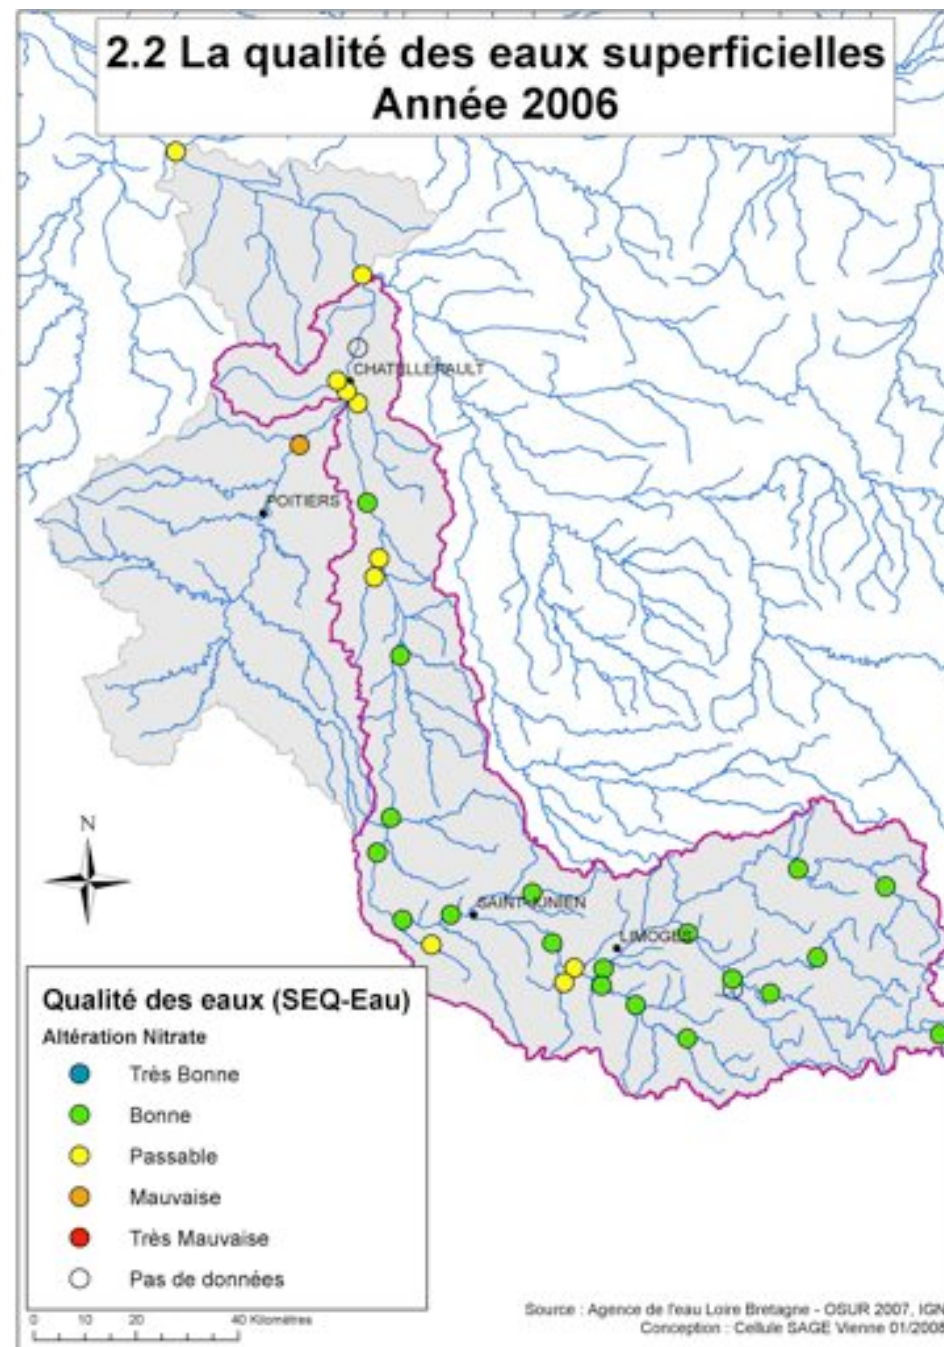 2.2 La qualité des eaux superficielles
Année 2006
CHATELLERAULT
POITIERS
N
SAINT-JUNIEN
LIMOGES
Qualité des eaux (SEQ-Eau)
Altération Nitrate
Très Bonne
Bonne
Passable
Mauvaise
Très Mauvaise
Pas de données
0 10 20 40 Kilomètres
Source : Agence de l'eau Loire Bretagne - OSUR 2007, IGN
Conception : Cellule SAGE Vienne 01/2008